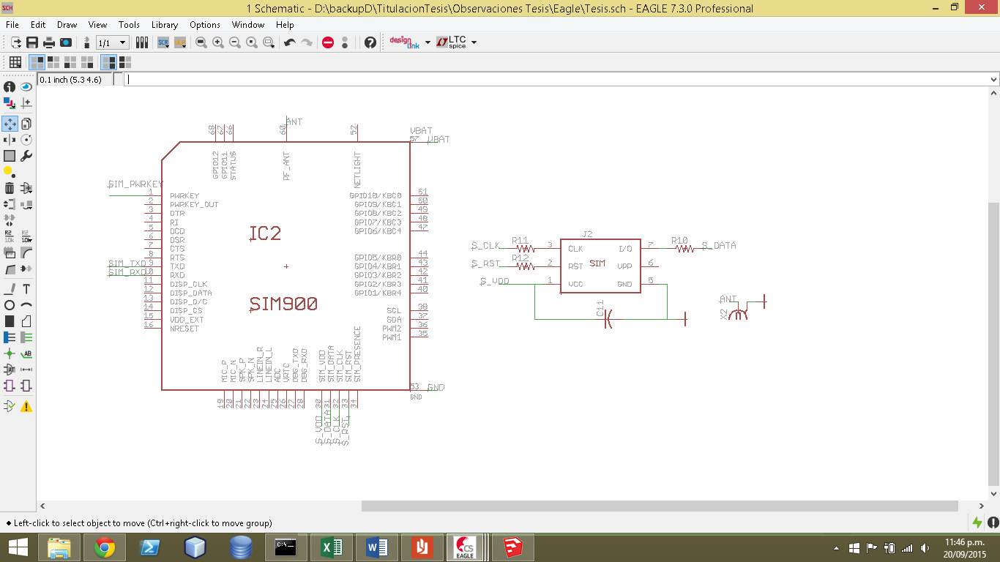 1 Schematic - D:\backupD\TitulacionTesis\Observaciones Tesis\Eagle\Tesis.sch - EAGLE 7.3.0 Professional
File Edit Draw View Tools Library Options Window Help
1/1
SCR
design link
LTC spice
0.1 inch (5.3 4.6)
ANT
68 67 66 60 52
VBAT
57 VBAT
GPIO12
GPIO11
STATUS
RF_ANT
NETLIGHT
SIM_PWRKEY
1 PWRKEY
2 PWRKEY_OUT
3 DTR
4 RI
5 DCD
6 DSR
7 CTS
8 RTS
SIM_TXD 9 TXD
SIM_RXD 10 RXD
11 DISP_CLK
12 DISP_DATA
13 DISP_D/C
14 DISP_CS
15 VDD_EXT
16 NRESET
IC2
SIM900
GPIO10/KBC0 51
GPIO9/KBC1 50
GPIO8/KBC2 49
GPIO7/KBC3 48
GPIO6/KBC4 47
GPIO5/KBR0 44
GPIO4/KBR1 43
GPIO3/KBR2 42
GPIO2/KBR3 41
GPIO1/KBR4 40
SCL 38
SDA 37
PWM2 36
PWM1 35
MIC_P
MIC_N
SPK_P
SPK_N
LINEIN_R
LINEIN_L
ADC
VRTC
DBG_TXD
DBG_RXD
SIM_VDD
SIM_DATA
SIM_CLK
SIM_RST
SIM_PRESENCE
53 GND
GND
19 20 21 22 23 24 25 26 27 28 30 31 32 33 34
S_VDD
S_DATA
S_CLK
S_RST
J2
S_CLK R11 3 CLK I/O 7 R10 S_DATA
S_RST R12 2 RST SIM VPP 6
S_VDD 1 VCC GND 5
C11
ANT
X2
Left-click to select object to move (Ctrl+right-click to move group)
11:46 p.m.
20/09/2015